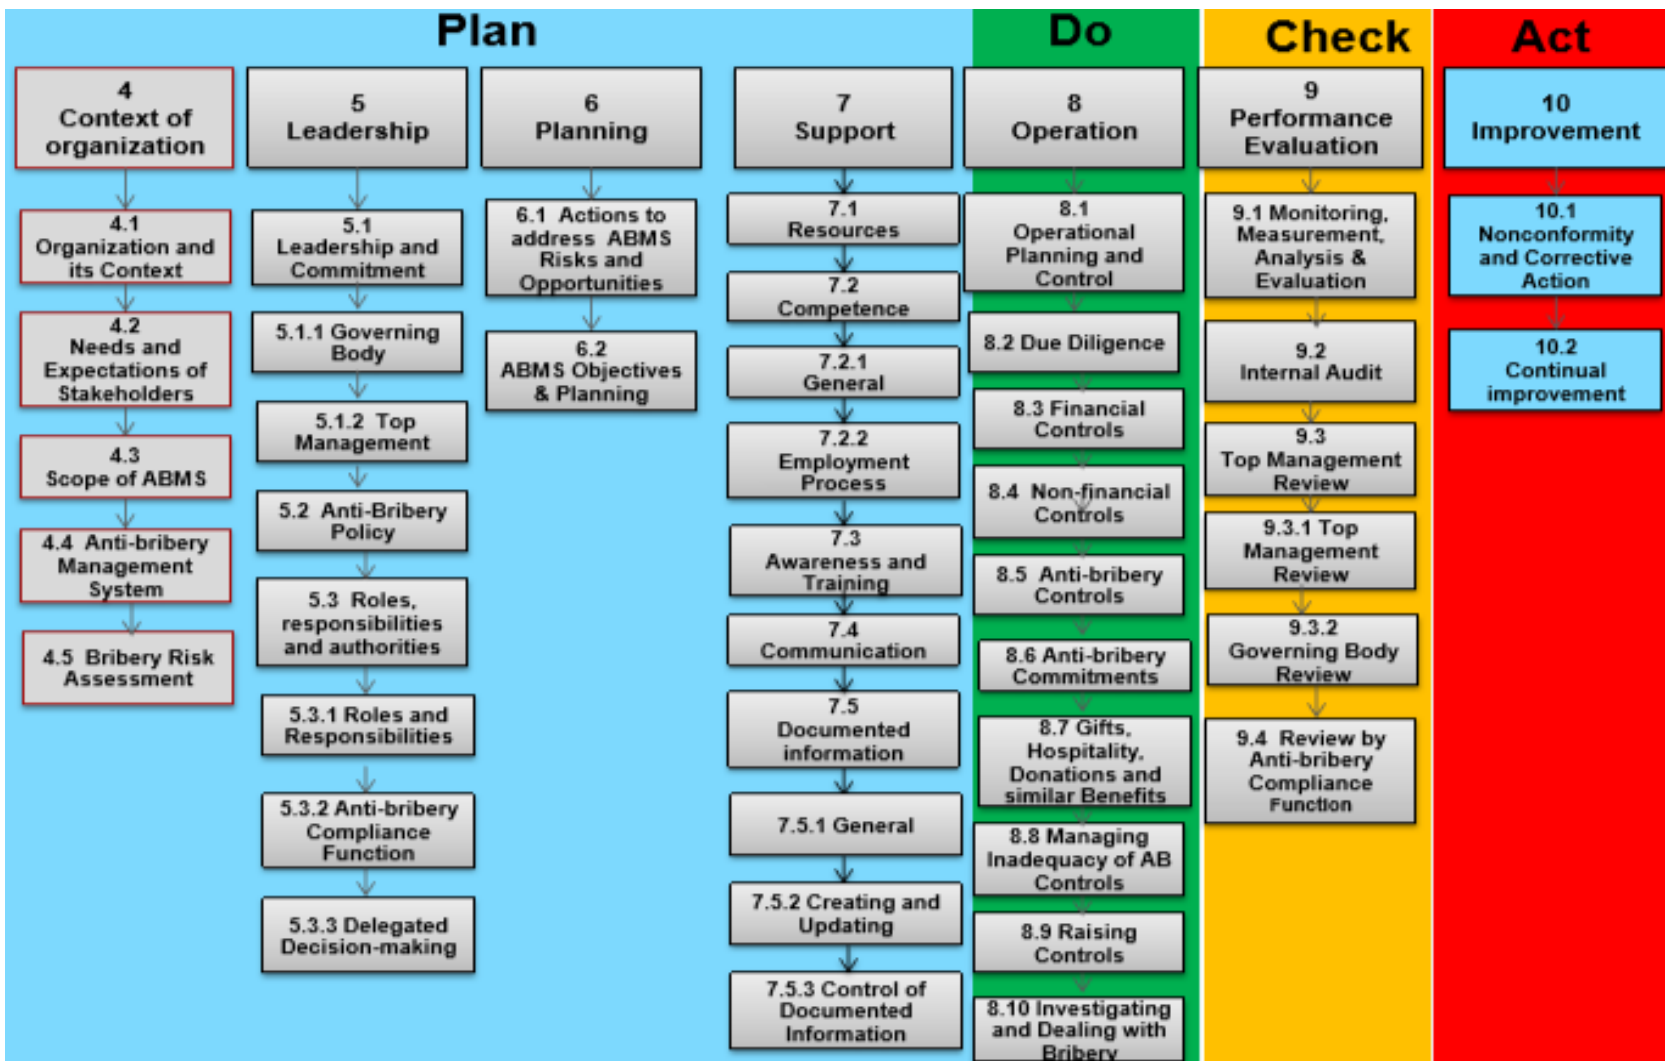 Plan
Do
Check
Act
4
Context of
organization
4.1
Organization and
its Context
4.2
Needs and
Expectations of
Stakeholders
4.3
Scope of ABMS
4.4 Anti-bribery
Management
System
4.5 Bribery Risk
Assessment
5
Leadership
5.1
Leadership and
Commitment
5.1.1 Governing
Body
5.1.2 Top
Management
5.2 Anti-Bribery
Policy
5.3 Roles,
responsibilities
and authorities
5.3.1 Roles and
Responsibilities
5.3.2 Anti-bribery
Compliance
Function
5.3.3 Delegated
Decision-making
6
Planning
6.1 Actions to
address ABMS
Risks and
Opportunities
6.2
ABMS Objectives
& Planning
7
Support
7.1
Resources
7.2
Competence
7.2.1
General
7.2.2
Employment
Process
7.3
Awareness and
Training
7.4
Communication
7.5
Documented
information
7.5.1 General
7.5.2 Creating and
Updating
7.5.3 Control of
Documented
Information
8
Operation
8.1
Operational
Planning and
Control
8.2 Due Diligence
8.3 Financial
Controls
8.4 Non-financial
Controls
8.5 Anti-bribery
Controls
8.6 Anti-bribery
Commitments
8.7 Gifts,
Hospitality,
Donations and
similar Benefits
8.8 Managing
Inadequacy of AB
Controls
8.9 Raising
Controls
8.10 Investigating
and Dealing with
Bribery
9
Performance
Evaluation
9.1 Monitoring,
Measurement,
Analysis &
Evaluation
9.2
Internal Audit
9.3
Top Management
Review
9.3.1 Top
Management
Review
9.3.2
Governing Body
Review
9.4 Review by
Anti-bribery
Compliance
Function
10
Improvement
10.1
Nonconformity
and Corrective
Action
10.2
Continual
improvement